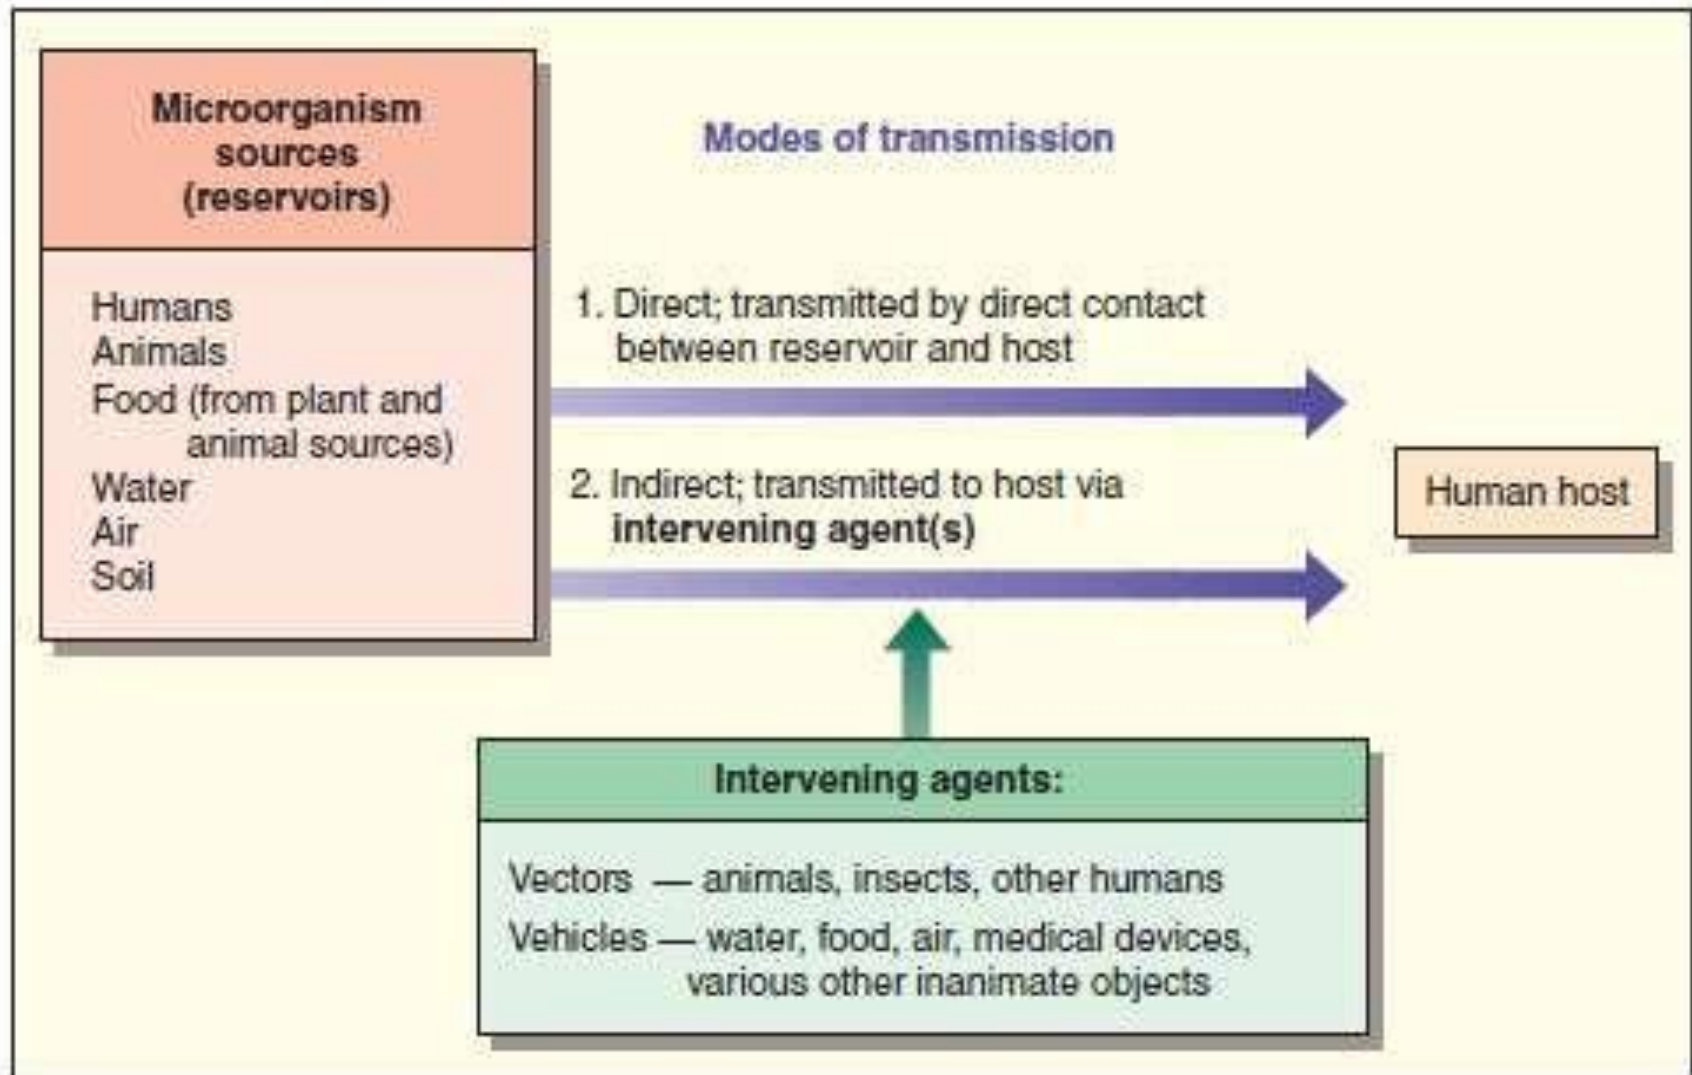 Microorganism
sources
(reservoirs)
Humans
Animals
Food (from plant and
animal sources)
Water
Air
Soil
Modes of transmission
1. Direct; transmitted by direct contact
between reservoir and host
2. Indirect; transmitted to host via
intervening agent(s)
Human host
Intervening agents:
Vectors — animals, insects, other humans
Vehicles — water, food, air, medical devices,
various other inanimate objects